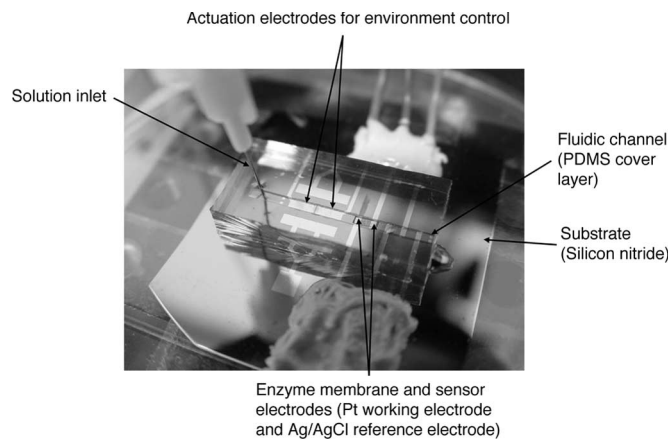 Actuation electrodes for environment control
Solution inlet
Fluidic channel
(PDMS cover
layer)
Substrate
(Silicon nitride)
Enzyme membrane and sensor
electrodes (Pt working electrode
and Ag/AgCl reference electrode)